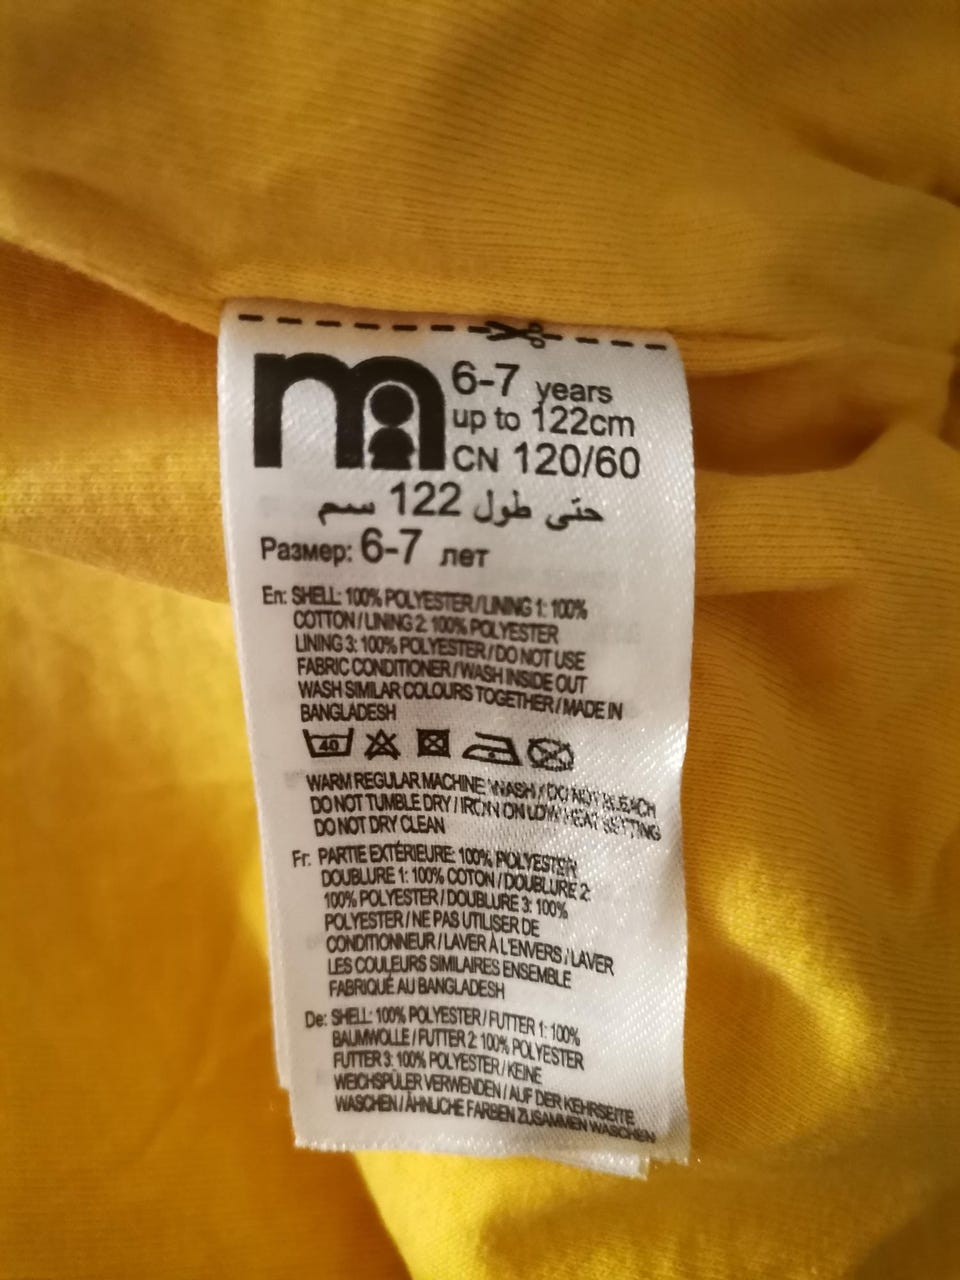 6-7 years
up to 122cm
CN 120/60
حتى طول 122 سم
Размер: 6-7 лет
En: SHELL: 100% POLYESTER / LINING 1: 100%
COTTON / LINING 2: 100% POLYESTER
LINING 3: 100% POLYESTER / DO NOT USE
FABRIC CONDITIONER / WASH INSIDE OUT
WASH SIMILAR COLOURS TOGETHER / MADE IN
BANGLADESH
40
WARM REGULAR MACHINE WASH / DO NOT BLEACH
DO NOT TUMBLE DRY / IRON ON LOW HEAT SETTING
DO NOT DRY CLEAN
Fr: PARTIE EXTÉRIEURE: 100% POLYESTER
DOUBLURE 1: 100% COTON / DOUBLURE 2:
100% POLYESTER / DOUBLURE 3: 100%
POLYESTER / NE PAS UTILISER DE
CONDITIONNEUR / LAVER À L'ENVERS / LAVER
LES COULEURS SIMILAIRES ENSEMBLE
FABRIQUÉ AU BANGLADESH
De: SHELL: 100% POLYESTER / FUTTER 1: 100%
BAUMWOLLE / FUTTER 2: 100% POLYESTER
FUTTER 3: 100% POLYESTER / KEINE
WEICHSPÜLER VERWENDEN / AUF DER KEHRSEITE
WASCHEN / ÄHNLICHE FARBEN ZUSAMMEN WASCHEN